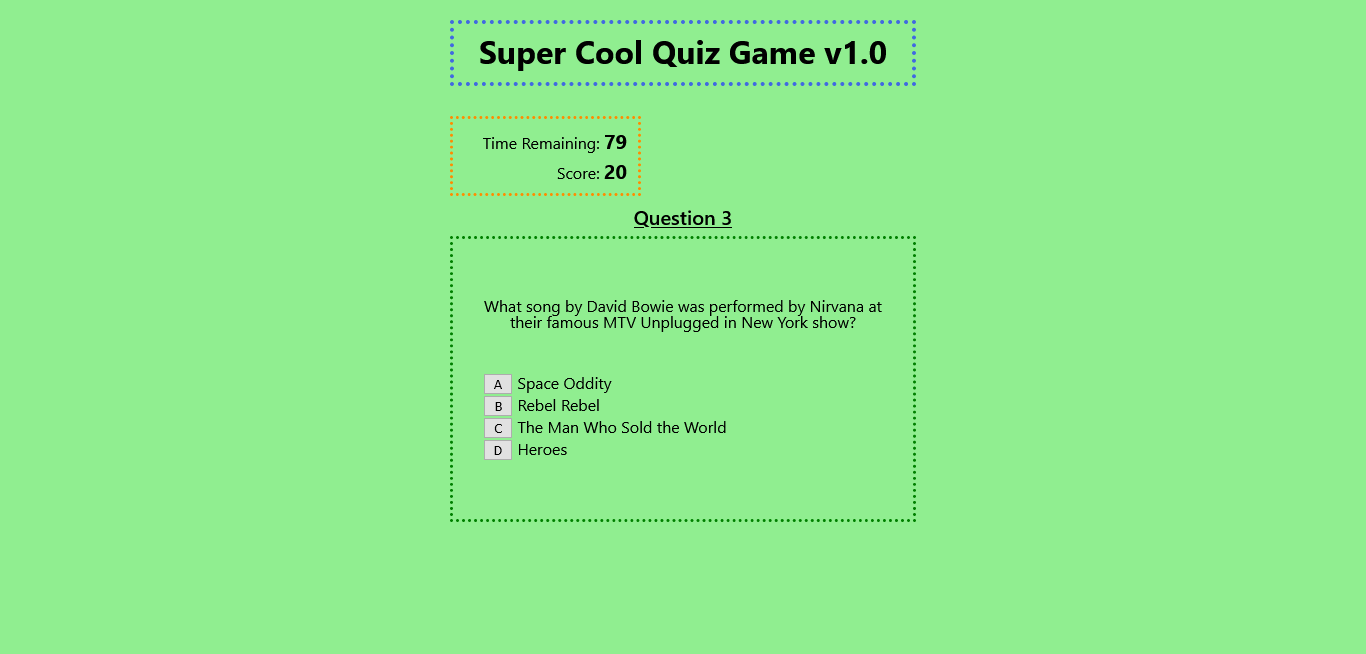 Super Cool Quiz Game v1.0
Time Remaining: 79
Score: 20
Question 3
What song by David Bowie was performed by Nirvana at
their famous MTV Unplugged in New York show?
A Space Oddity
B Rebel Rebel
C The Man Who Sold the World
D Heroes